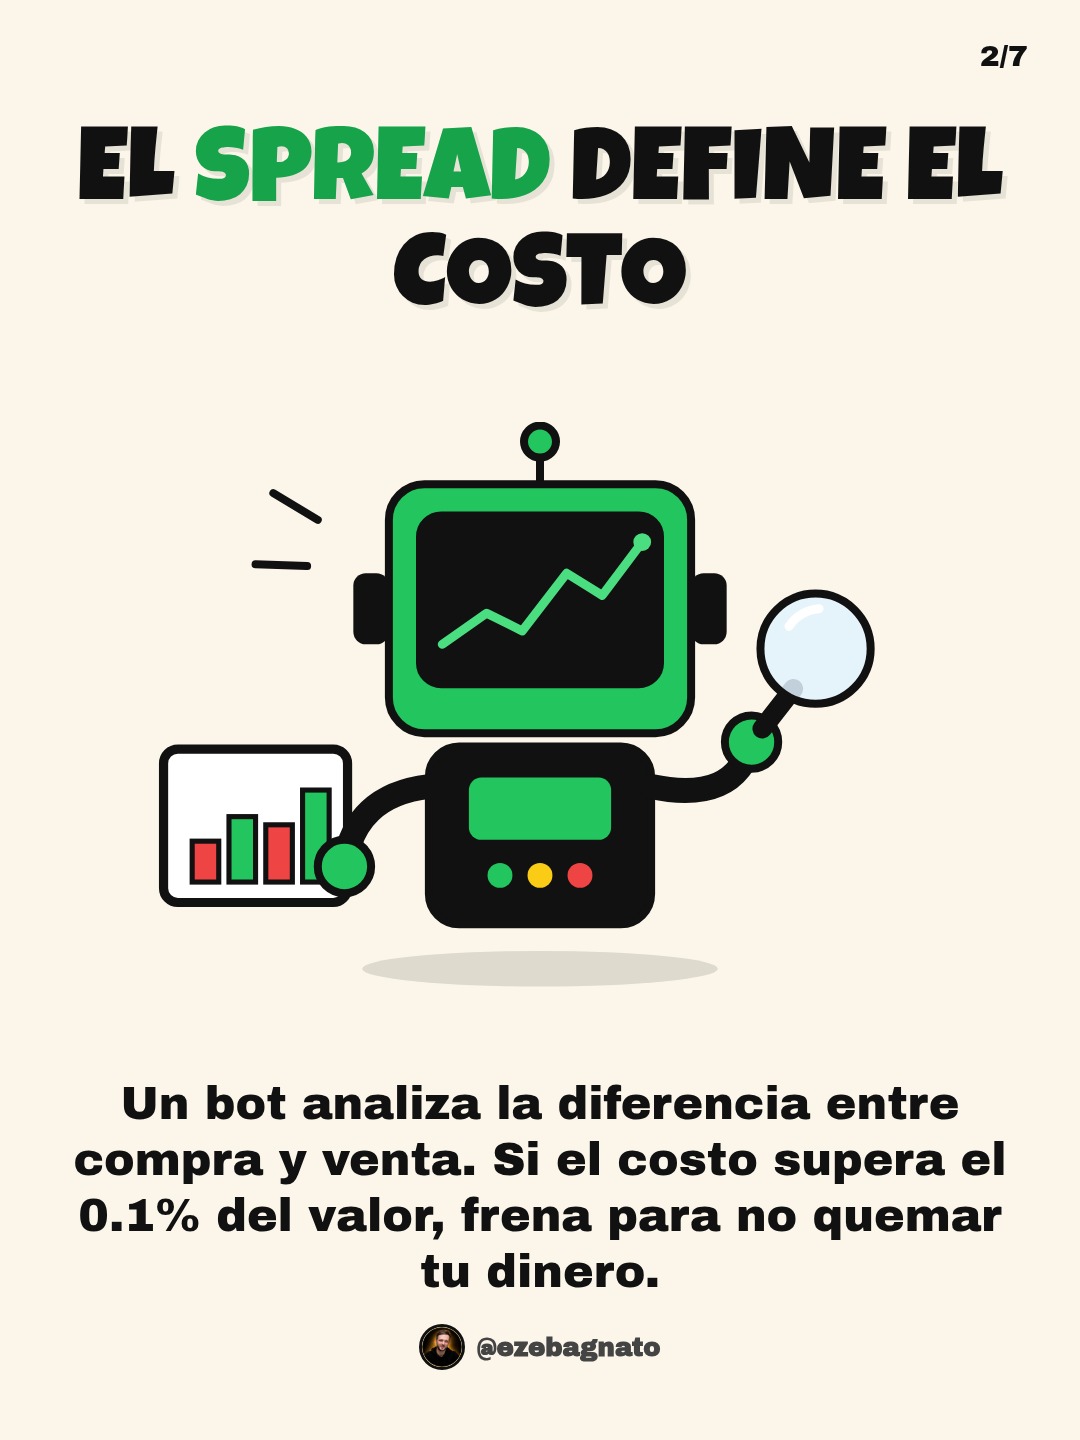 2/7
EL SPREAD DEFINE EL
COSTO
Un bot analiza la diferencia entre
compra y venta. Si el costo supera el
0.1% del valor, frena para no quemar
tu dinero.
@ezebagnato